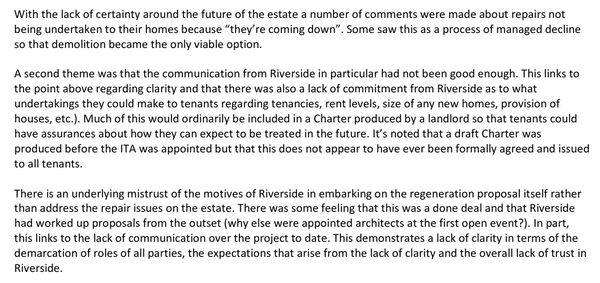 With the lack of certainty around the future of the estate a number of comments were made about repairs not
being undertaken to their homes because “they’re coming down”. Some saw this as a process of managed decline
so that demolition became the only viable option.
A second theme was that the communication from Riverside in particular had not been good enough. This links to
the point above regarding clarity and that there was also a lack of commitment from Riverside as to what
undertakings they could make to tenants regarding tenancies, rent levels, size of any new homes, provision of
houses, etc.). Much of this would ordinarily be included in a Charter produced by a landlord so that tenants could
have assurances about how they can expect to be treated in the future. It’s noted that a draft Charter was
produced before the ITA was appointed but that this does not appear to have ever been formally agreed and issued
to all tenants.
There is an underlying mistrust of the motives of Riverside in embarking on the regeneration proposal itself rather
than address the repair issues on the estate. There was some feeling that this was a done deal and that Riverside
had worked up proposals from the outset (why else were appointed architects at the first open event?). In part,
this links to the lack of communication over the project to date. This demonstrates a lack of clarity in terms of the
demarcation of roles of all parties, the expectations that arise from the lack of clarity and the overall lack of trust in
Riverside.